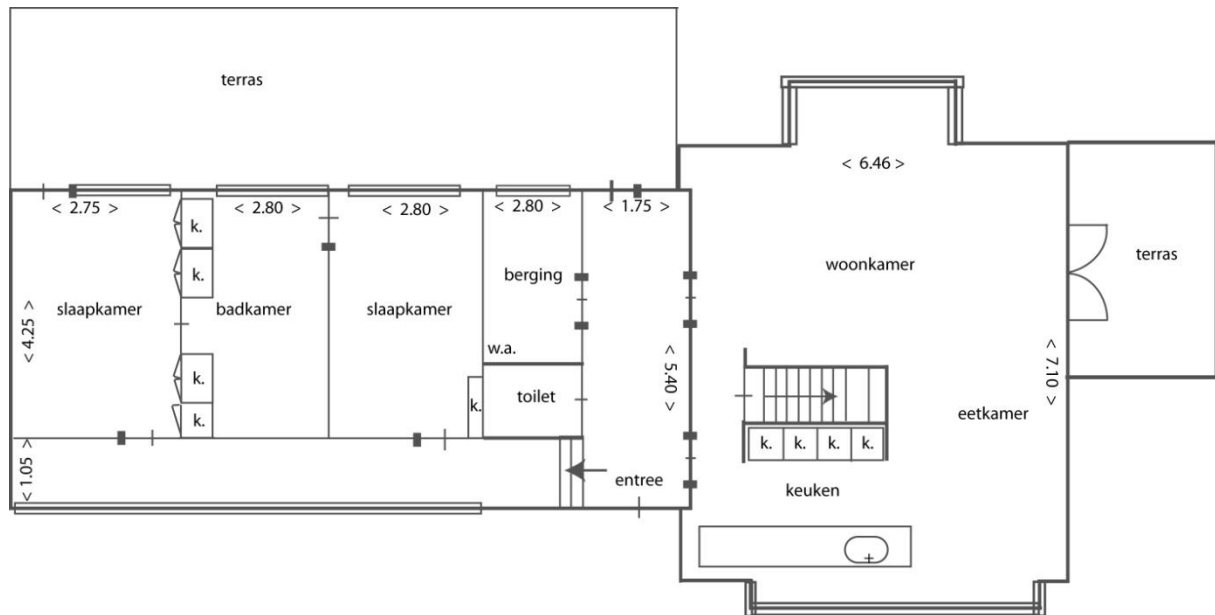 terras
< 6.46 >
< 2.75 >
< 2.80 >
< 2.80 >
< 2.80 >
< 1.75 >
k.
k.
berging
woonkamer
terras
slaapkamer
badkamer
slaapkamer
< 4.25 >
w.a.
< 5.40 >
< 7.10 >
k.
k.
k.
toilet
eetkamer
k.
k.
k.
k.
< 1.05 >
entree
keuken